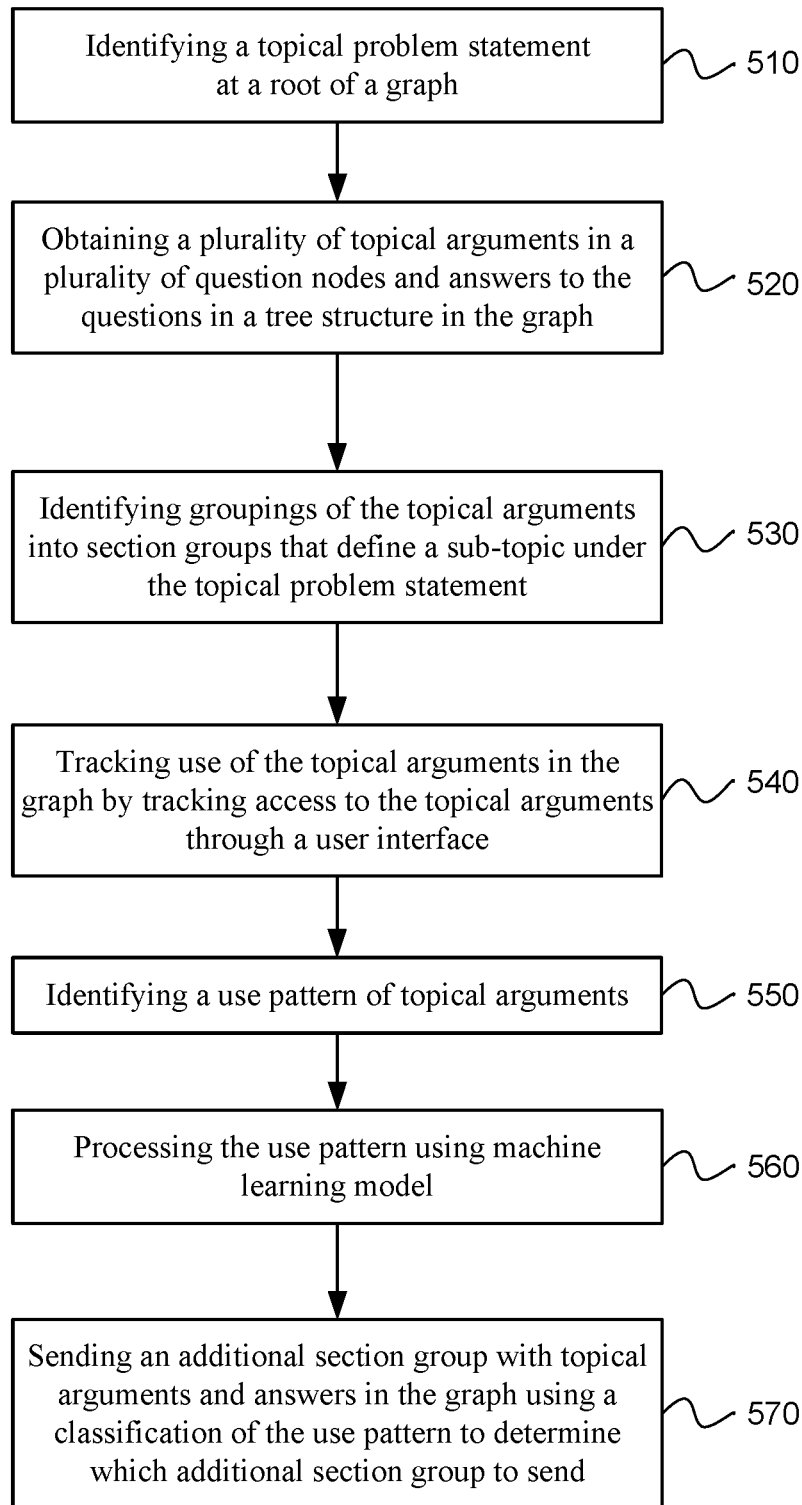 Identifying a topical problem statement
at a root of a graph
510
Obtaining a plurality of topical arguments in a
plurality of question nodes and answers to the
questions in a tree structure in the graph
520
Identifying groupings of the topical arguments
into section groups that define a sub-topic under
the topical problem statement
530
Tracking use of the topical arguments in the
graph by tracking access to the topical arguments
through a user interface
540
Identifying a use pattern of topical arguments
550
Processing the use pattern using machine
learning model
560
Sending an additional section group with topical
arguments and answers in the graph using a
classification of the use pattern to determine
which additional section group to send
570